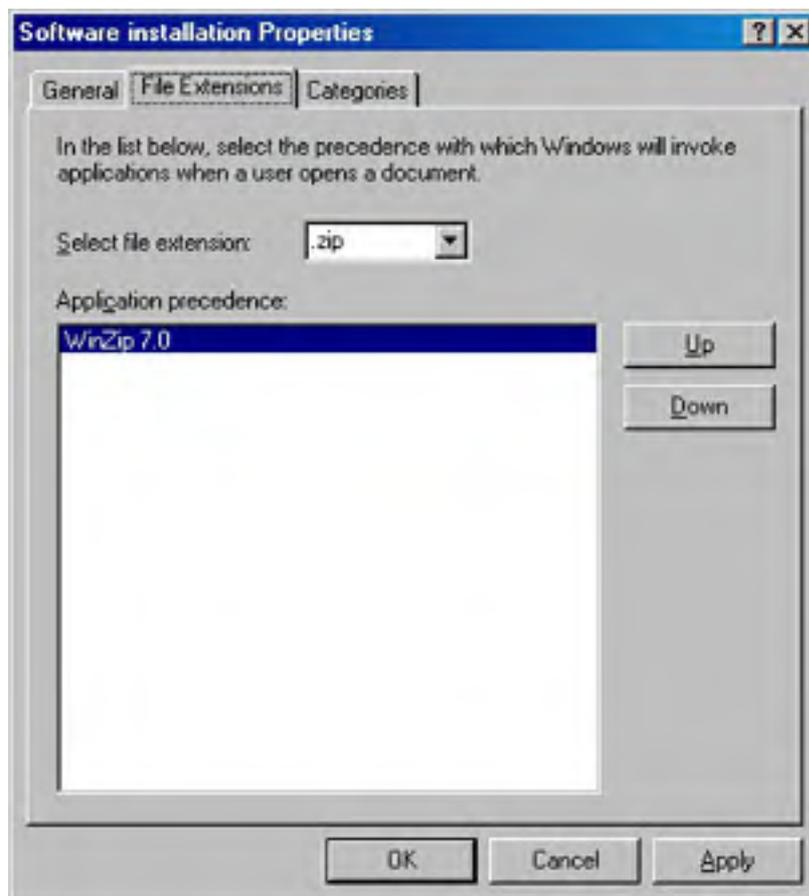 Software installation Properties
General File Extensions Categories
In the list below, select the precedence with which Windows will invoke
applications when a user opens a document.
Select file extension: .zip
Application precedence:
WinZip 7.0
Up
Down
OK Cancel Apply